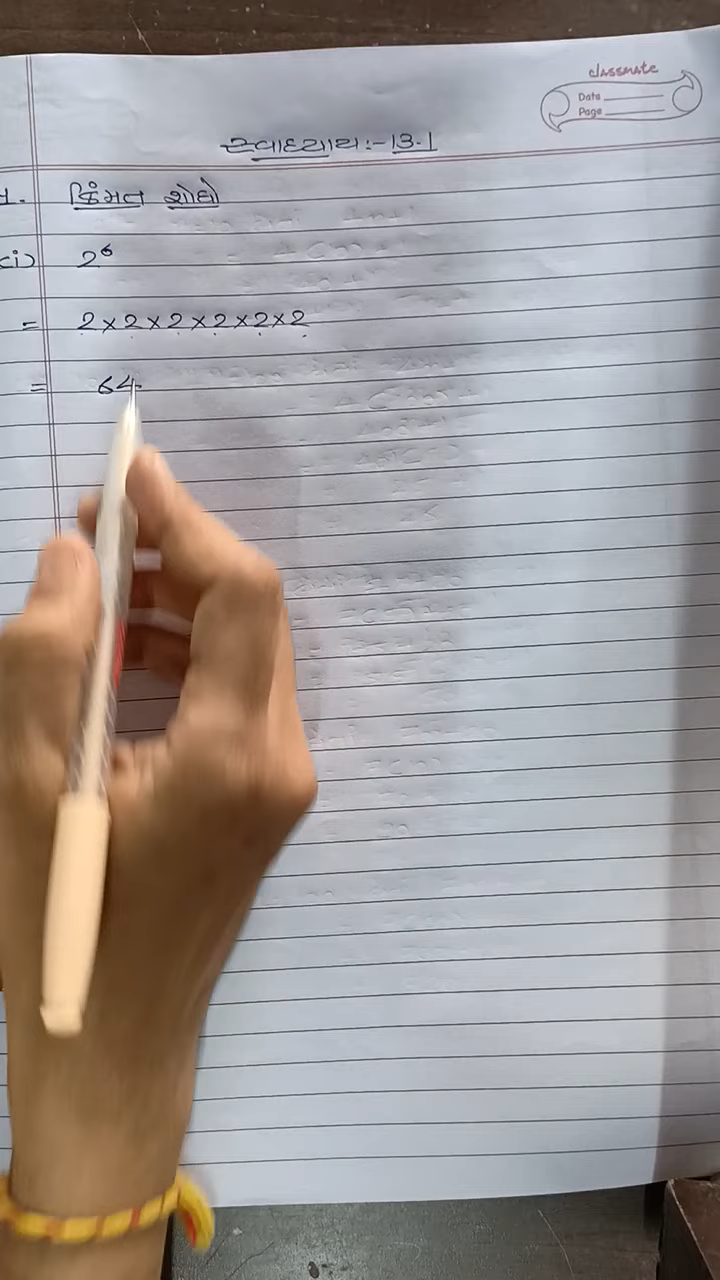 classmate
Date
Page
સ્વાધ્યાય:-13.1
1. કિંમત શોધો
(i) 2⁶
= 2×2×2×2×2×2
= 64